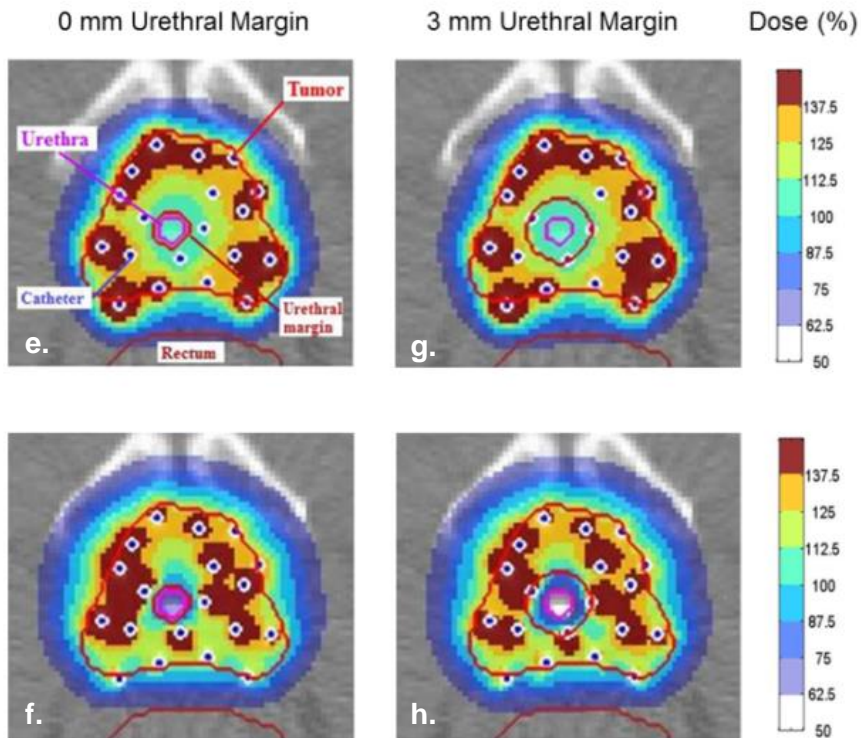 0 mm Urethral Margin
3 mm Urethral Margin
Dose (%)
Tumor
Urethra
Catheter
Urethral
margin
Rectum
e.
g.
137.5
125
112.5
100
87.5
75
62.5
50
f.
h.
137.5
125
112.5
100
87.5
75
62.5
50